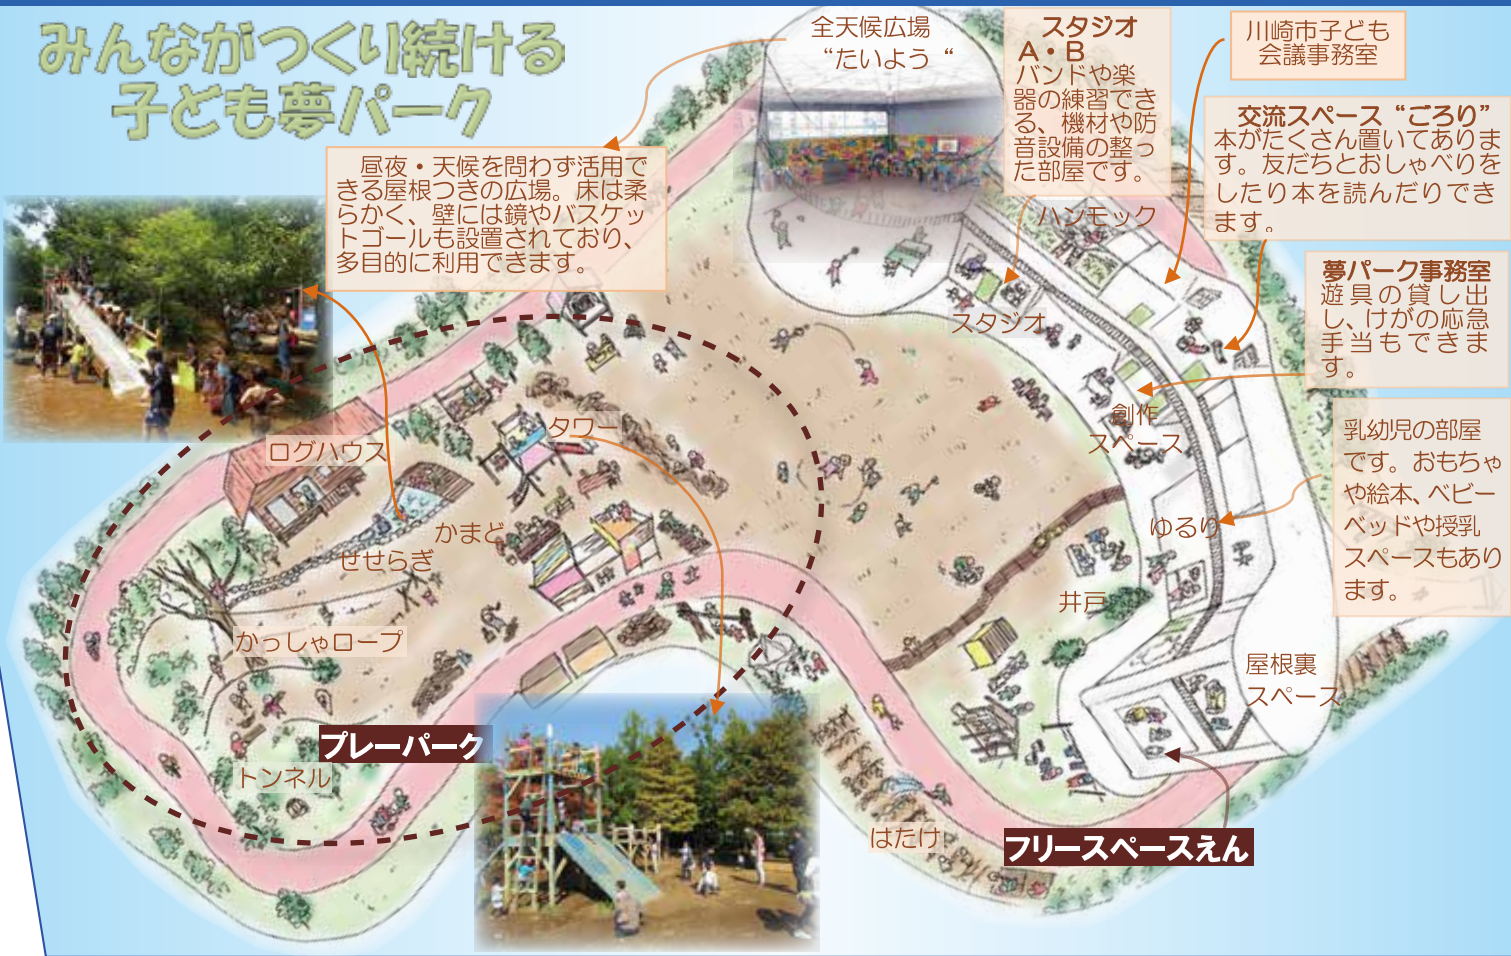 みんながつくり続ける
子ども夢パーク
全天候広場
“たいよう“
スタジオ
A・B
バンドや楽
器の練習でき
る、機材や防
音設備の整っ
た部屋です。
川崎市子ども
会議事務室
交流スペース“ごろり”
本がたくさん置いてありま
す。友だちとおしゃべりを
したり本を読んだりでき
ます。
昼夜・天候を問わず活用で
きる屋根つきの広場。床は柔
らかく、壁には鏡やバスケッ
トゴールも設置されており、
多目的に利用できます。
ハンモック
夢パーク事務室
遊具の貸し出
し、けがの応急
手当もできま
す。
スタジオ
創作
スペース
乳幼児の部屋
です。おもちゃ
や絵本、ベビー
ベッドや授乳
スペースもあり
ます。
ログハウス
タワー
かまど
せせらぎ
ゆるり
井戸
かっしゃロープ
屋根裏
スペース
プレーパーク
トンネル
はたけ
フリースペースえん